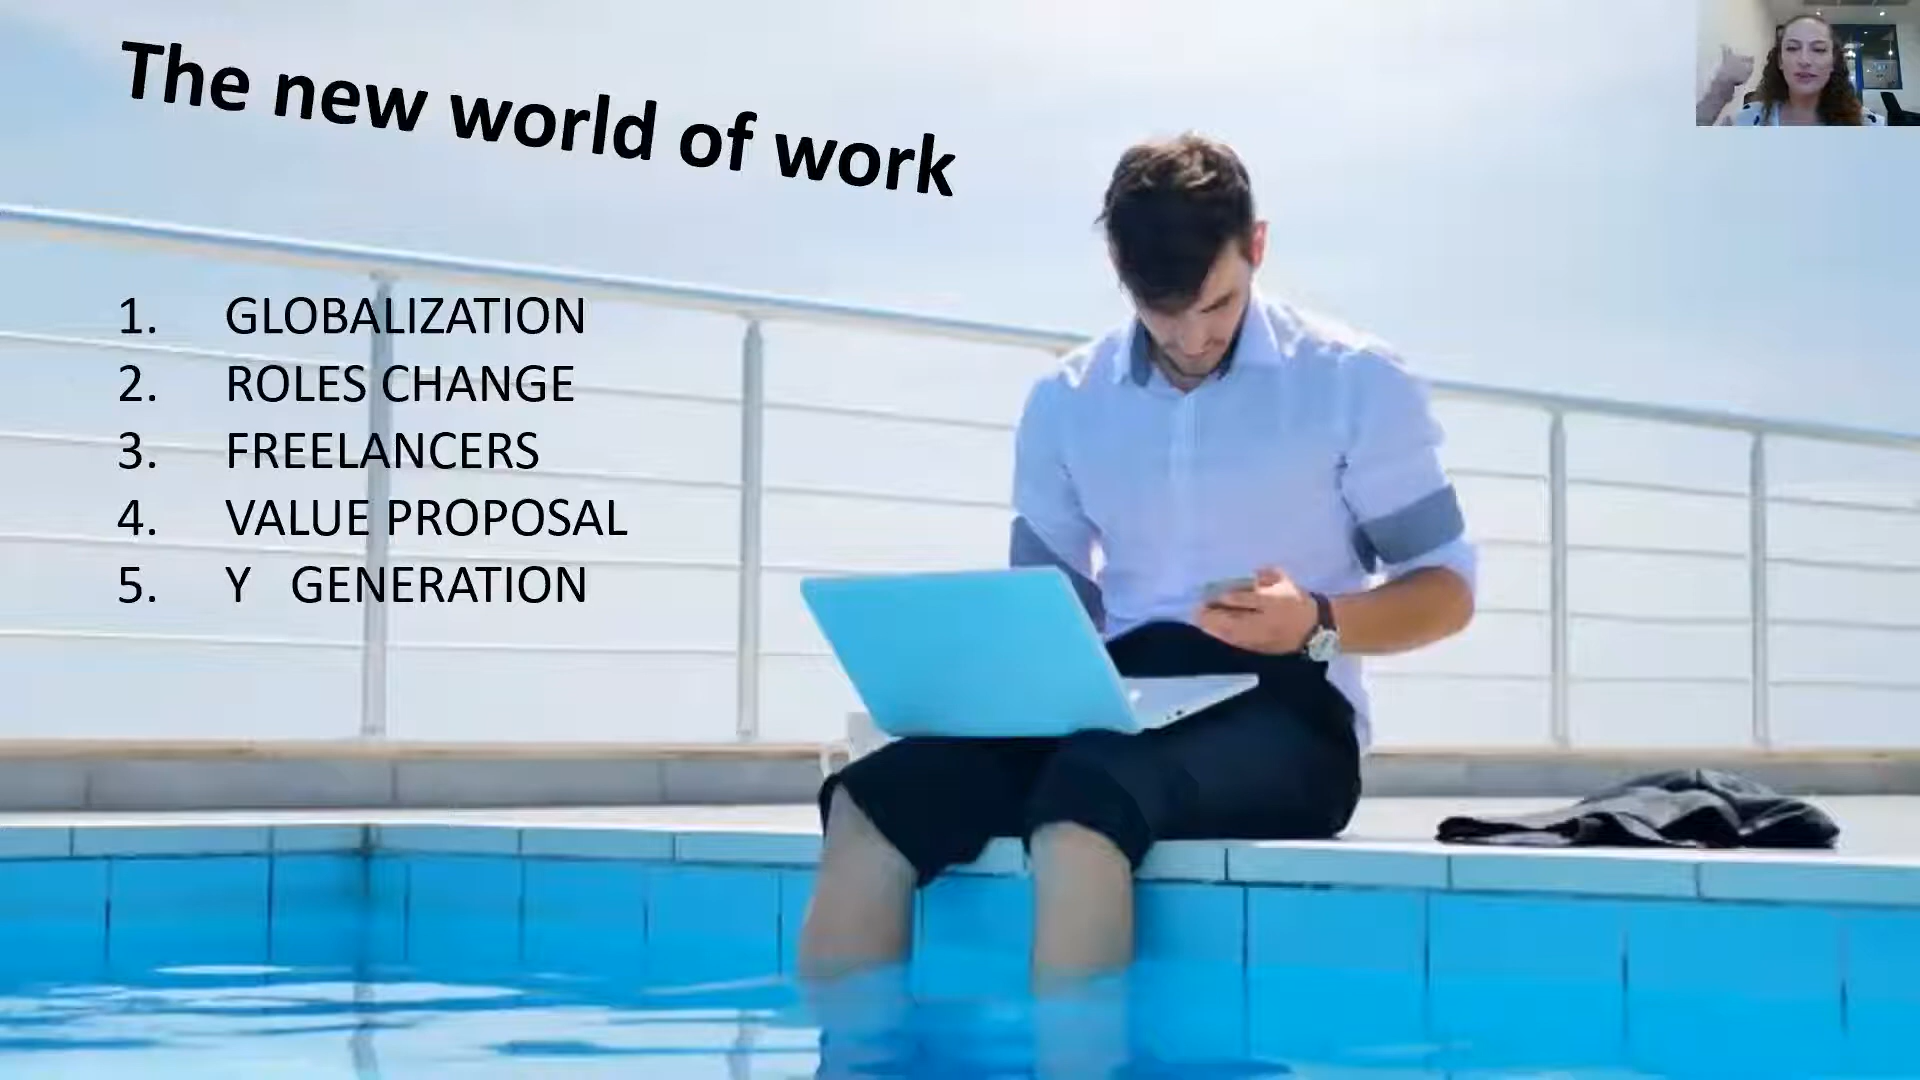 The new world of work
1. GLOBALIZATION
2. ROLES CHANGE
3. FREELANCERS
4. VALUE PROPOSAL
5. Y GENERATION